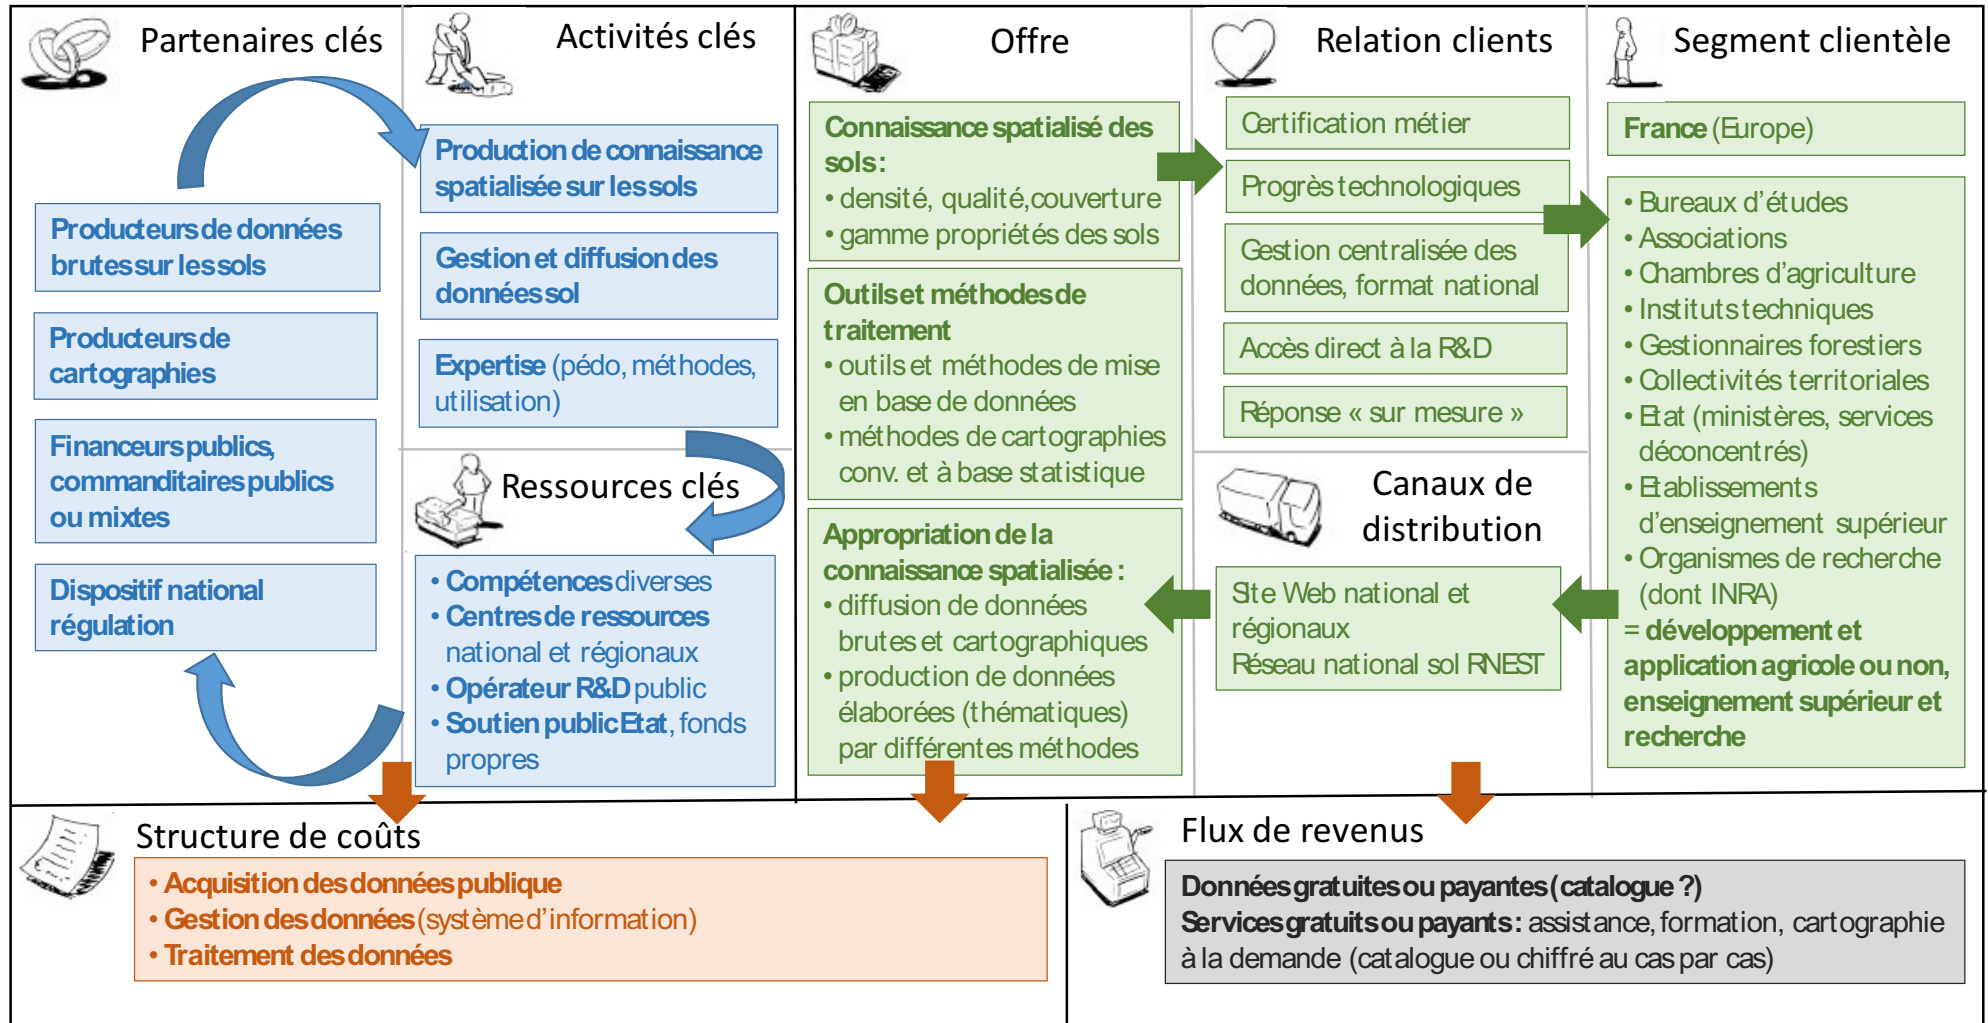 Partenaires clés
Producteurs de données
brutes sur les sols
Producteurs de
cartographies
Financeurs publics,
commanditaires publics
ou mixtes
Dispositif national
régulation
Activités clés
Production de connaissance
spatialisée sur les sols
Gestion et diffusion des
données sol
Expertise (pédo, méthodes,
utilisation)
Ressources clés
• Compétences diverses
• Centres de ressources
national et régionaux
• Opérateur R&D public
• Soutien public Etat, fonds
propres
Offre
Connaissance spatialisé des
sols :
• densité, qualité,couverture
• gamme propriétés des sols
Outils et méthodes de
traitement
• outils et méthodes de mise
en base de données
• méthodes de cartographies
conv. et à base statistique
Appropriation de la
connaissance spatialisée :
• diffusion de données
brutes et cartographiques
• production de données
élaborées (thématiques)
par différentes méthodes
Relation clients
Certification métier
Progrès technologiques
Gestion centralisée des
données, format national
Accès direct à la R&D
Réponse « sur mesure »
Canaux de
distribution
Site Web national et
régionaux
Réseau national sol RNEST
Segment clientèle
France (Europe)
• Bureaux d’études
• Associations
• Chambres d’agriculture
• Instituts techniques
• Gestionnaires forestiers
• Collectivités territoriales
• Etat (ministères, services
déconcentrés)
• Etablissements
d’enseignement supérieur
• Organismes de recherche
(dont INRA)
= développement et
application agricole ou non,
enseignement supérieur et
recherche
Structure de coûts
• Acquisition des données publique
• Gestion des données (système d’information)
• Traitement des données
Flux de revenus
Données gratuites ou payantes (catalogue ?)
Services gratuits ou payants : assistance, formation, cartographie
à la demande (catalogue ou chiffré au cas par cas)